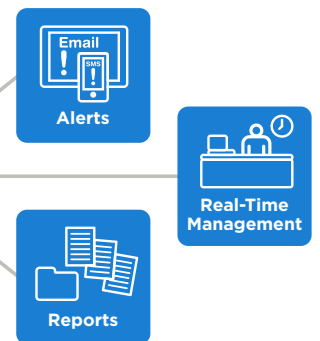 Email
!
SMS
!
Alerts
Real-Time
Management
Reports